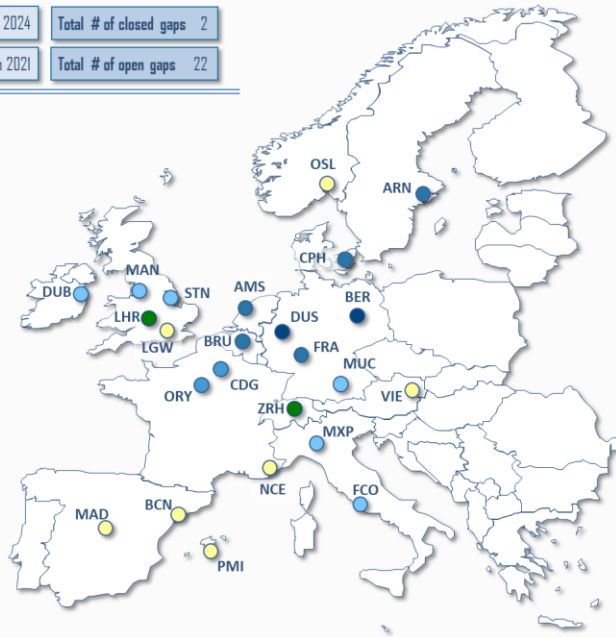 2024 Total # of closed gaps 2
2021 Total # of open gaps 22
OSL
ARN
CPH
MAN
DUB
STN
AMS
BER
LHR
DUS
LGW
BRU
FRA
MUC
CDG
ORY
VIE
ZRH
MXP
NCE
FCO
BCN
MAD
PMI